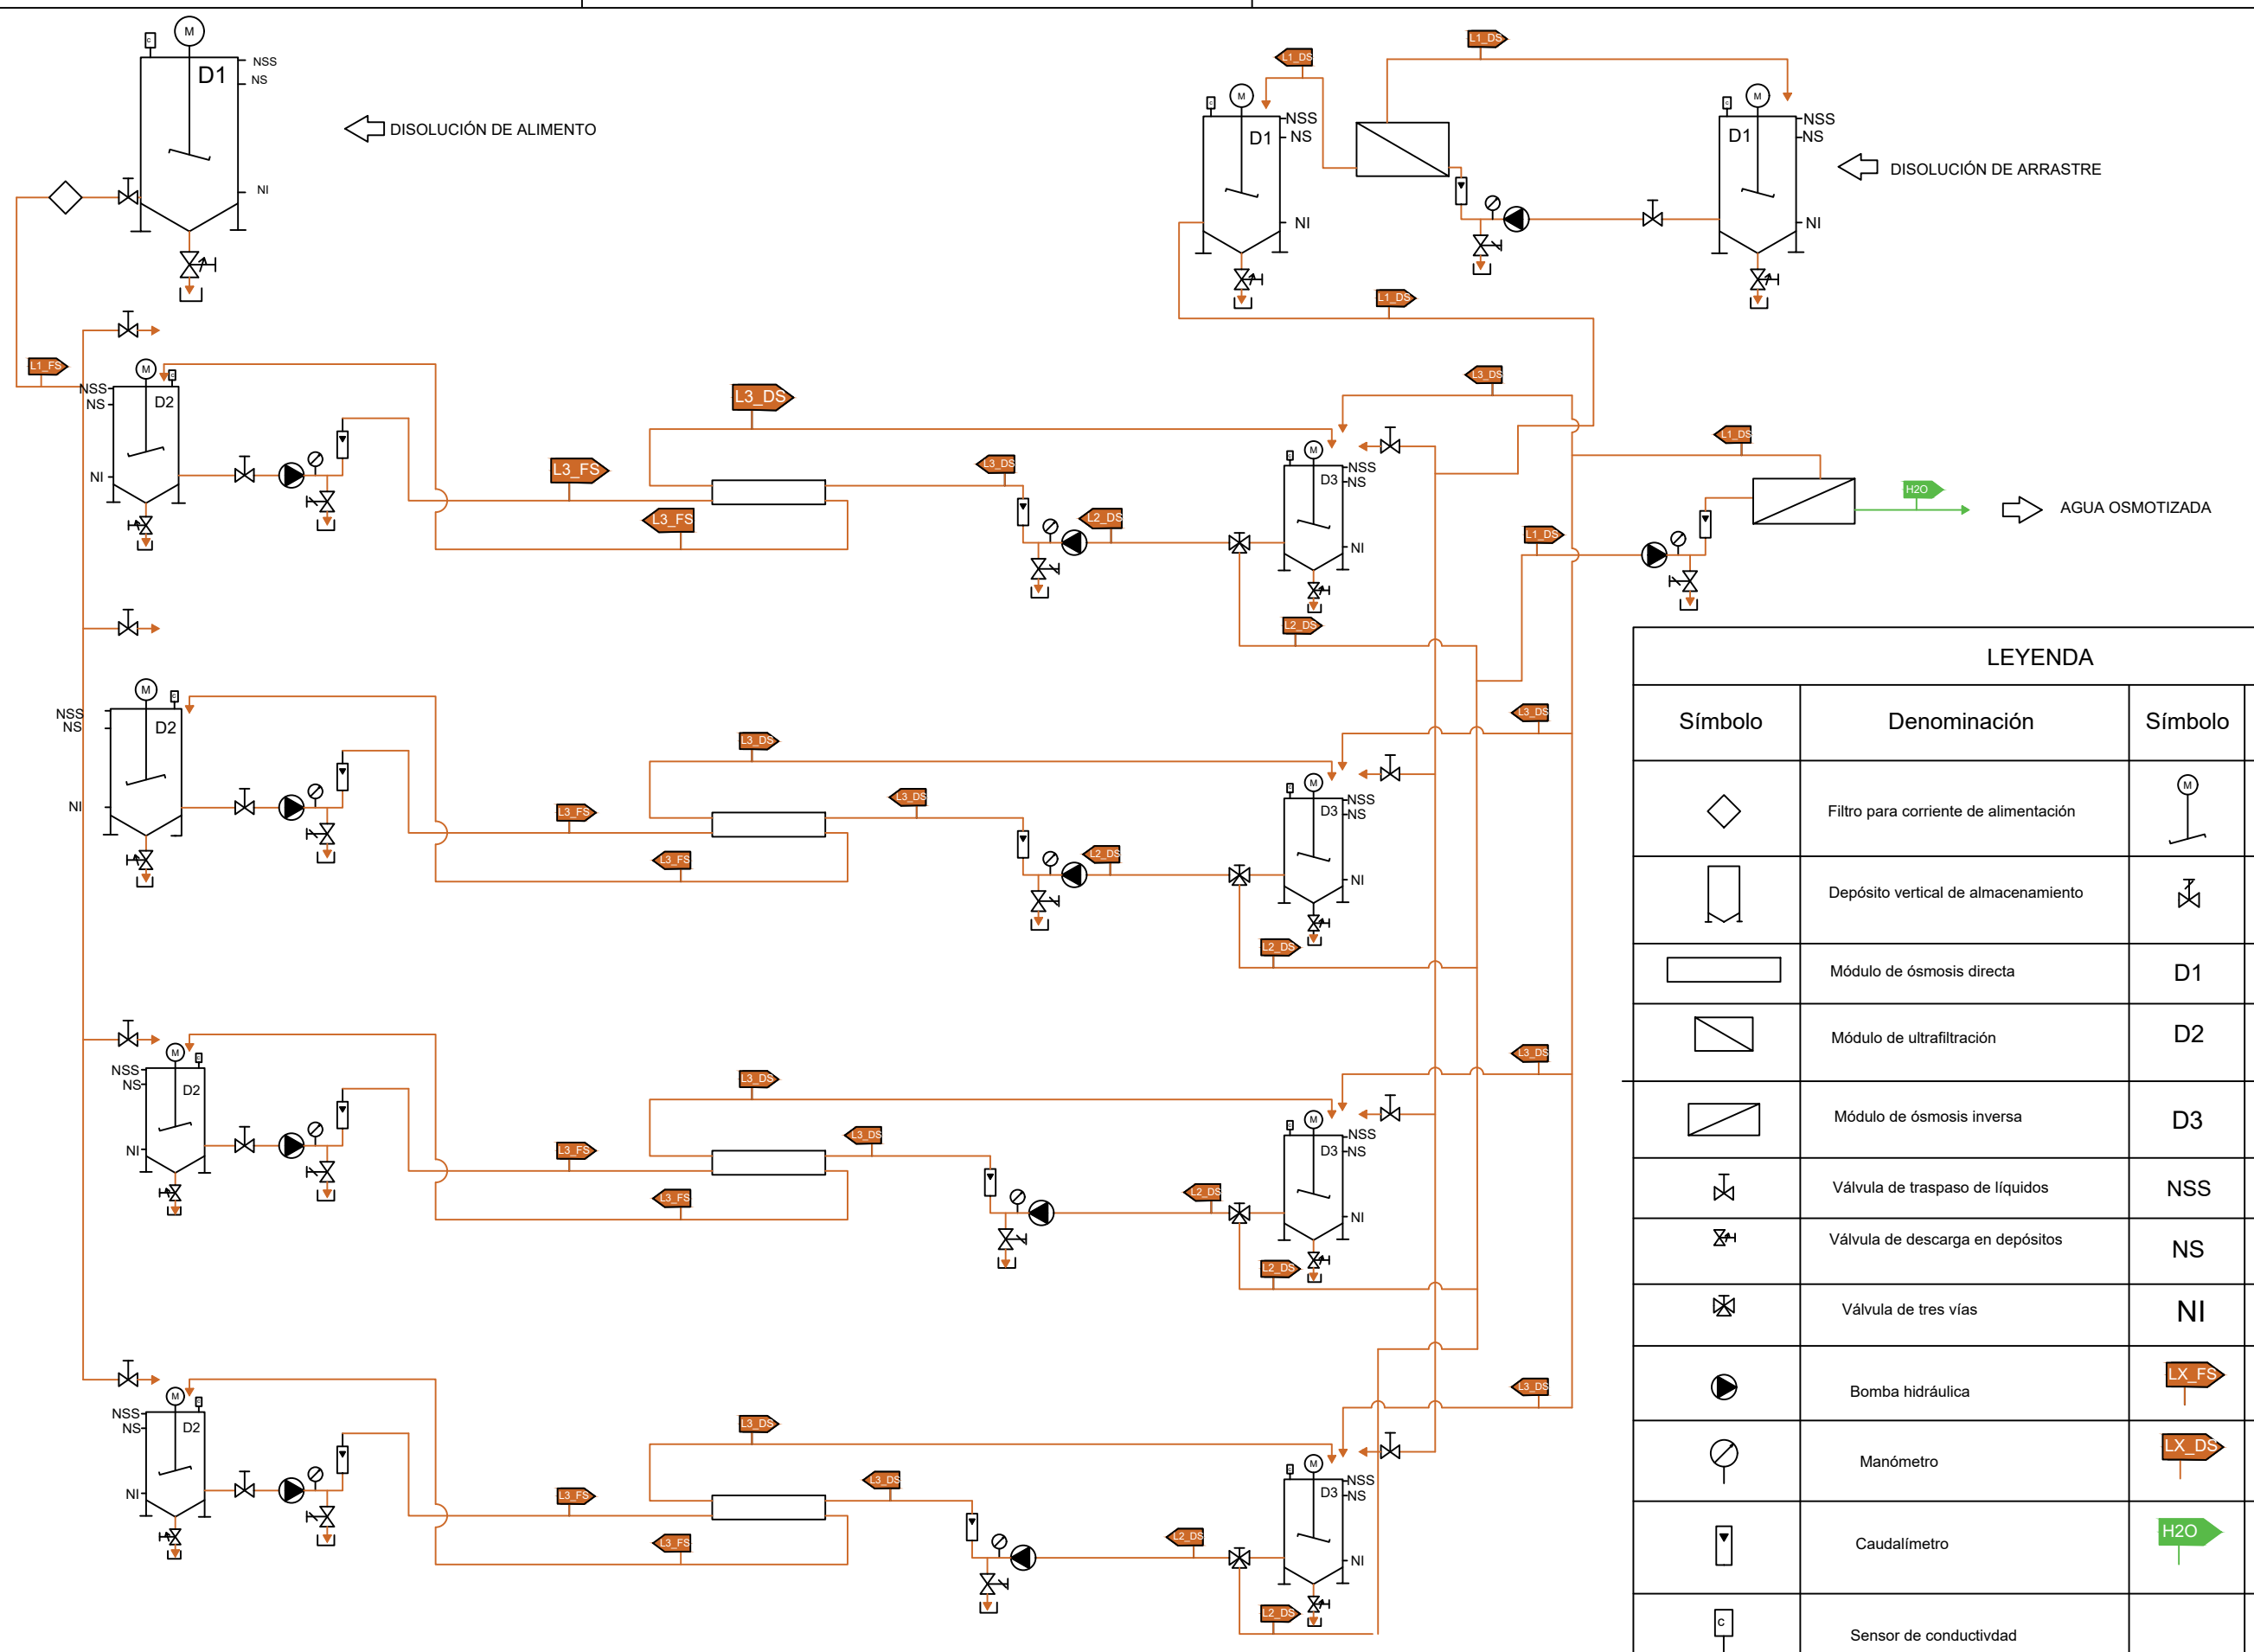 M
C
D1
NSS
NS
NI
DISOLUCIÓN DE ALIMENTO
L1_DS
L1_DS
M
C
D1
NSS
NS
NI
M
C
D1
NSS
NS
NI
DISOLUCIÓN DE ARRASTRE
L1_DS
L1_FS
M
C
NSS
NS
D2
NI
L3_DS
L3_FS
L3_FS
L3_DS
L2_DS
L3_DS
M
C
NSS
D3
NS
NI
L2_DS
L1_DS
H2O
AGUA OSMOTIZADA
L1_DS
M
C
NSS
NS
D2
NI
L3_DS
L3_FS
L3_FS
L3_DS
L2_DS
L3_DS
M
C
NSS
D3
NS
NI
L2_DS
M
C
NSS
NS
D2
NI
L3_DS
L3_FS
L3_FS
L3_DS
L2_DS
L3_DS
M
C
NSS
D3
NS
NI
L2_DS
M
C
NSS
NS
D2
NI
L3_DS
L3_FS
L3_FS
L3_DS
L2_DS
L3_DS
M
C
NSS
D3
NS
NI
L2_DS
LEYENDA
Símbolo Denominación Símbolo
Filtro para corriente de alimentación M
Depósito vertical de almacenamiento
Módulo de ósmosis directa D1
Módulo de ultrafiltración D2
Módulo de ósmosis inversa D3
Válvula de traspaso de líquidos NSS
Válvula de descarga en depósitos NS
Válvula de tres vías NI
Bomba hidráulica LX_FS
Manómetro LX_DS
Caudalímetro H2O
C Sensor de conductivdad